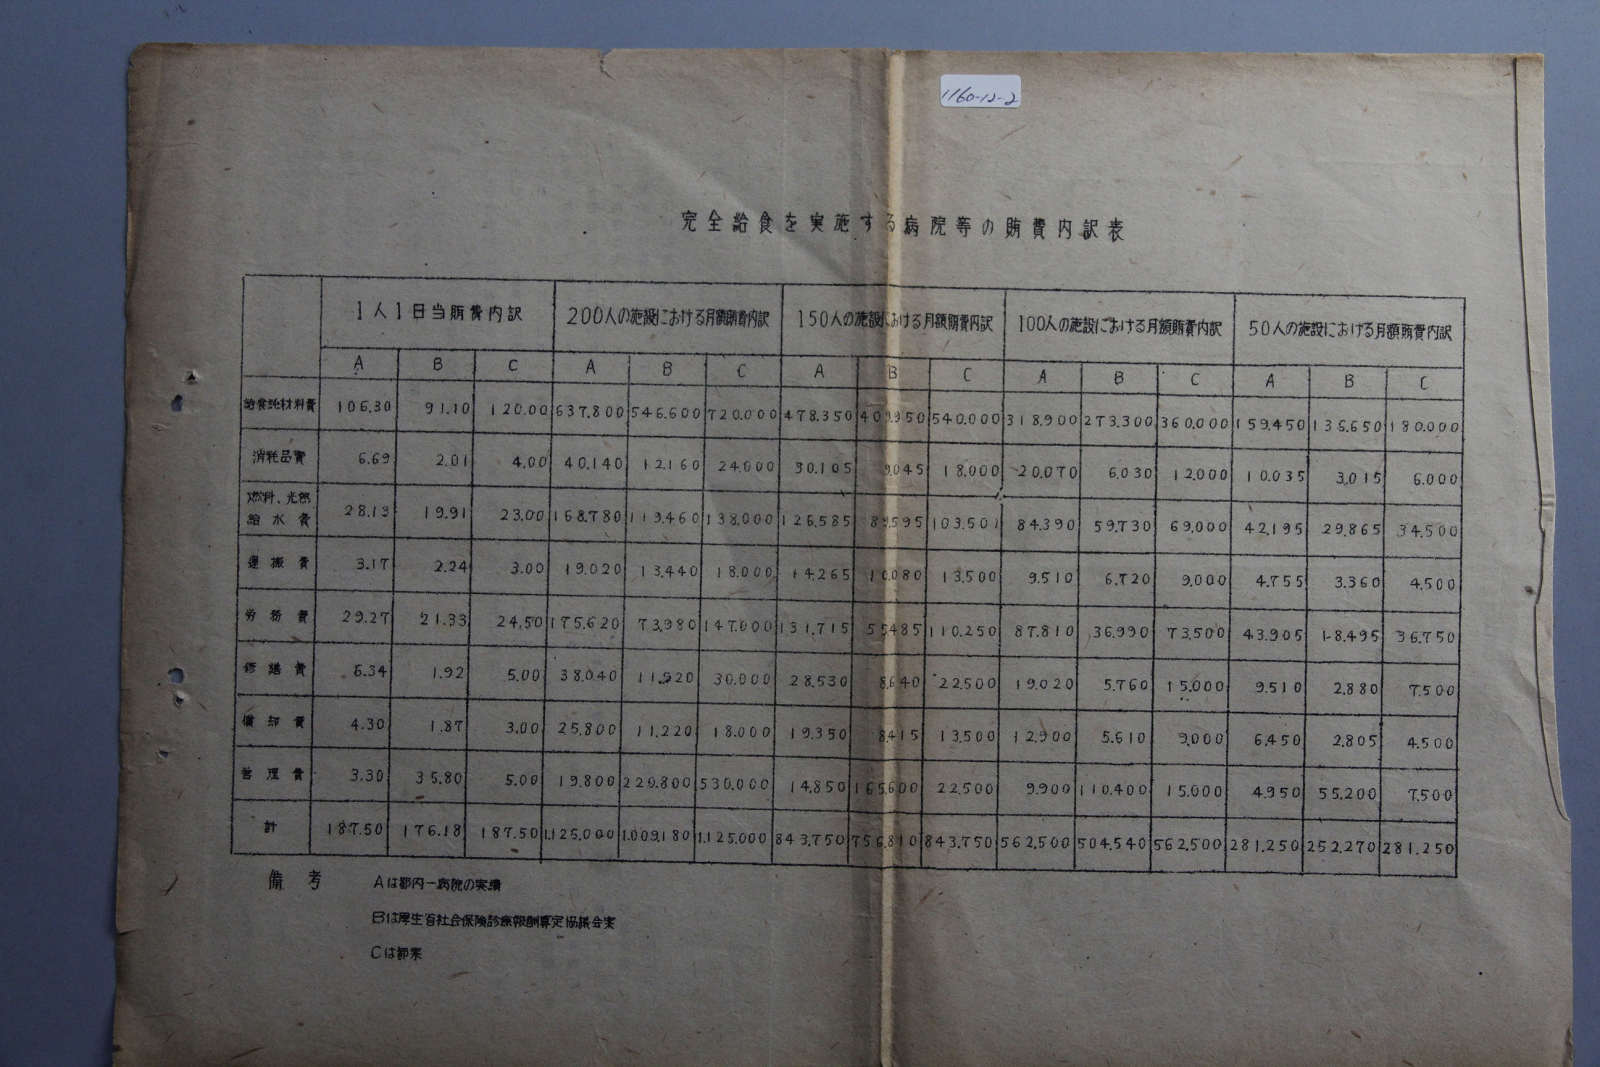 1160-12-2
完全給食を実施する病院等の賄費内訳表
1人1日当賄費内訳 200人の施設における月額賄費内訳 150人の施設における月額賄費内訳 100人の施設における月額賄費内訳 50人の施設における月額賄費内訳
A B C A B C A B C A B C A B C
給食純材料費 106.30 91.10 120.00 637.800 546.600 720.000 478.350 409.950 540.000 318.900 273.300 360.000 159.450 136.650 180.000
消耗品費 6.69 2.01 4.00 40.140 12.160 24.000 30.105 9.045 18.000 20.070 6.030 12.000 10.035 3.015 6.000
燃料、光熱
給水費 28.13 19.91 23.00 168.780 119.460 138.000 126.585 89.595 103.501 84.390 59.730 69.000 42.195 29.865 34.500
運搬費 3.17 2.24 3.00 19.020 13.440 18.000 14.265 10.080 13.500 9.510 6.720 9.000 4.755 3.360 4.500
労務費 29.27 21.33 24.50 175.620 73.980 147.000 131.715 55.485 110.250 87.810 36.990 73.500 43.905 18.495 36.750
修繕費 6.34 1.92 5.00 38.040 11.520 30.000 28.530 8.640 22.500 19.020 5.760 15.000 9.510 2.880 7.500
償却費 4.30 1.87 3.00 25.800 11.220 18.000 19.350 8.415 13.500 12.900 5.610 9.000 6.450 2.805 4.500
管理費 3.30 35.80 5.00 19.800 220.800 530.000 14.850 165.600 22.500 9.900 110.400 15.000 4.950 55.200 7.500
計 187.50 176.18 187.50 1.125.000 1.009.180 1.125.000 843.750 756.810 843.750 562.500 504.540 562.500 281.250 252.270 281.250
備考 Aは都内一病院の実績
Bは厚生省社会保険診療報酬算定協議会案
Cは都案